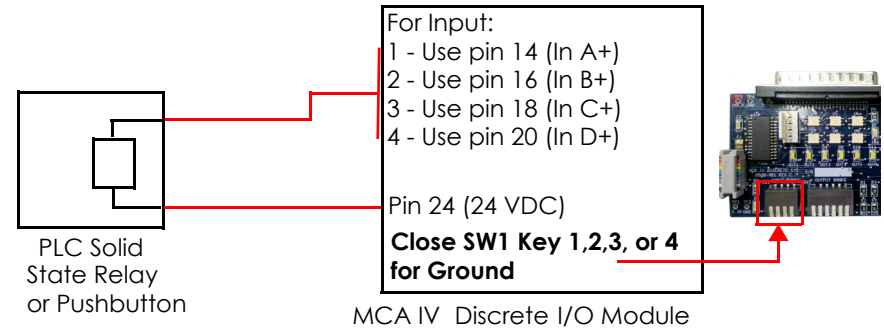 For Input:
1 - Use pin 14 (In A+)
2 - Use pin 16 (In B+)
3 - Use pin 18 (In C+)
4 - Use pin 20 (In D+)
Pin 24 (24 VDC)
Close SW1 Key 1,2,3, or 4
for Ground
PLC Solid
State Relay
or Pushbutton
MCA IV Discrete I/O Module